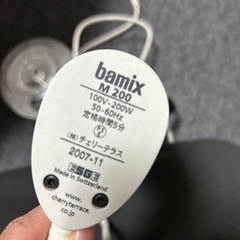 bamix
M 200
100V-200W
50-60Hz
定格時間5分
(株)チェリーテラス
2007-11
ESGE
Made in Switzerland
www.
cherryterrace.
co.jp